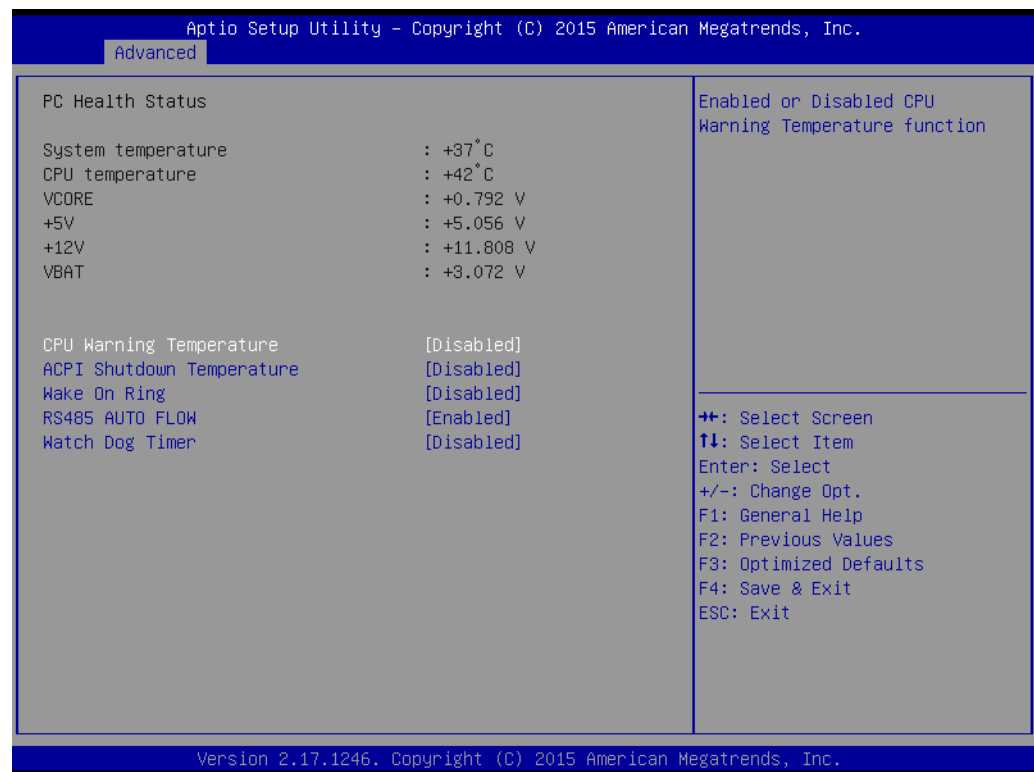 Aptio Setup Utility – Copyright (C) 2015 American Megatrends, Inc.
Advanced
PC Health Status
System temperature : +37°C
CPU temperature : +42°C
VCORE : +0.792 V
+5V : +5.056 V
+12V : +11.808 V
VBAT : +3.072 V
CPU Warning Temperature [Disabled]
ACPI Shutdown Temperature [Disabled]
Wake On Ring [Disabled]
RS485 AUTO FLOW [Enabled]
Watch Dog Timer [Disabled]
Enabled or Disabled CPU
Warning Temperature function
→←: Select Screen
↑↓: Select Item
Enter: Select
+/-: Change Opt.
F1: General Help
F2: Previous Values
F3: Optimized Defaults
F4: Save & Exit
ESC: Exit
Version 2.17.1246. Copyright (C) 2015 American Megatrends, Inc.